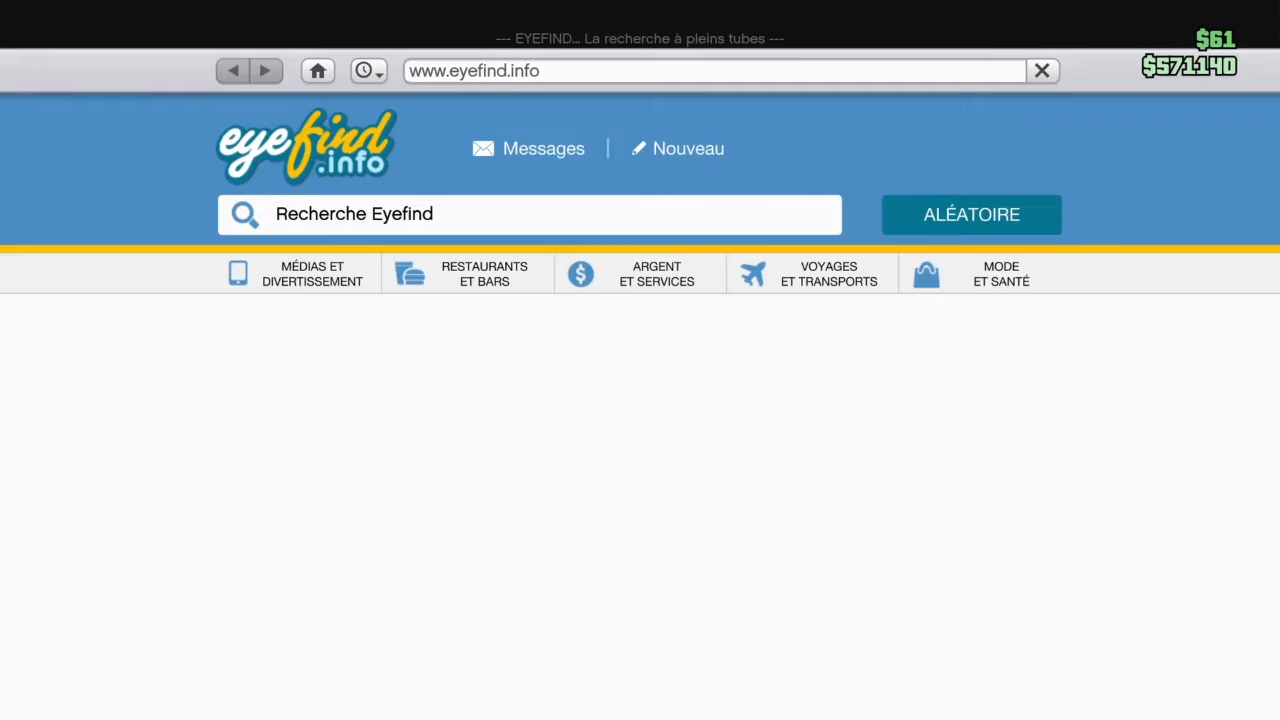 --- EYEFIND... La recherche à pleins tubes ---
$61
$571140
www.eyefind.info
eyefind
.info
Messages
Nouveau
Recherche Eyefind
ALÉATOIRE
MÉDIAS ET
DIVERTISSEMENT
RESTAURANTS
ET BARS
ARGENT
ET SERVICES
VOYAGES
ET TRANSPORTS
MODE
ET SANTÉ